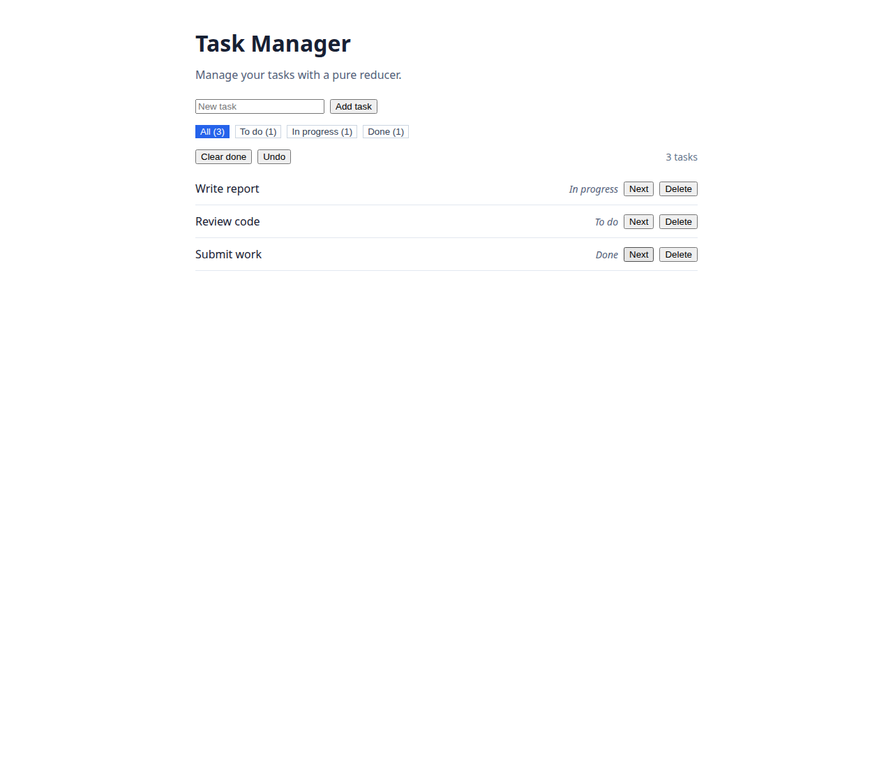 Task Manager
Manage your tasks with a pure reducer.
New task Add task
All (3) To do (1) In progress (1) Done (1)
Clear done Undo 3 tasks
Write report In progress Next Delete
Review code To do Next Delete
Submit work Done Next Delete